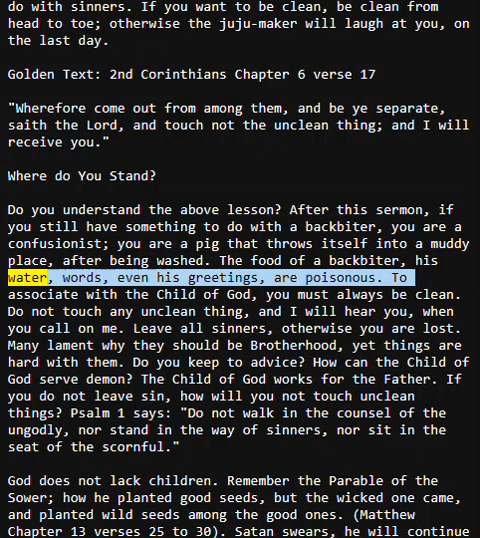 do with sinners. If you want to be clean, be clean from
head to toe; otherwise the juju-maker will laugh at you, on
the last day.
Golden Text: 2nd Corinthians Chapter 6 verse 17
"Wherefore come out from among them, and be ye separate,
saith the Lord, and touch not the unclean thing; and I will
receive you."
Where do You Stand?
Do you understand the above lesson? After this sermon, if
you still have something to do with a backbiter, you are a
confusionist; you are a pig that throws itself into a muddy
place, after being washed. The food of a backbiter, his
water, words, even his greetings, are poisonous. To
associate with the Child of God, you must always be clean.
Do not touch any unclean thing, and I will hear you, when
you call on me. Leave all sinners, otherwise you are lost.
Many lament why they should be Brotherhood, yet things are
hard with them. Do you keep to advice? How can the Child of
God serve demon? The Child of God works for the Father. If
you do not leave sin, how will you not touch unclean
things? Psalm 1 says: "Do not walk in the counsel of the
ungodly, nor stand in the way of sinners, nor sit in the
seat of the scornful."
God does not lack children. Remember the Parable of the
Sower; how he planted good seeds, but the wicked one came,
and planted wild seeds among the good ones. (Matthew
Chapter 13 verses 25 to 30). Satan swears, he will continue